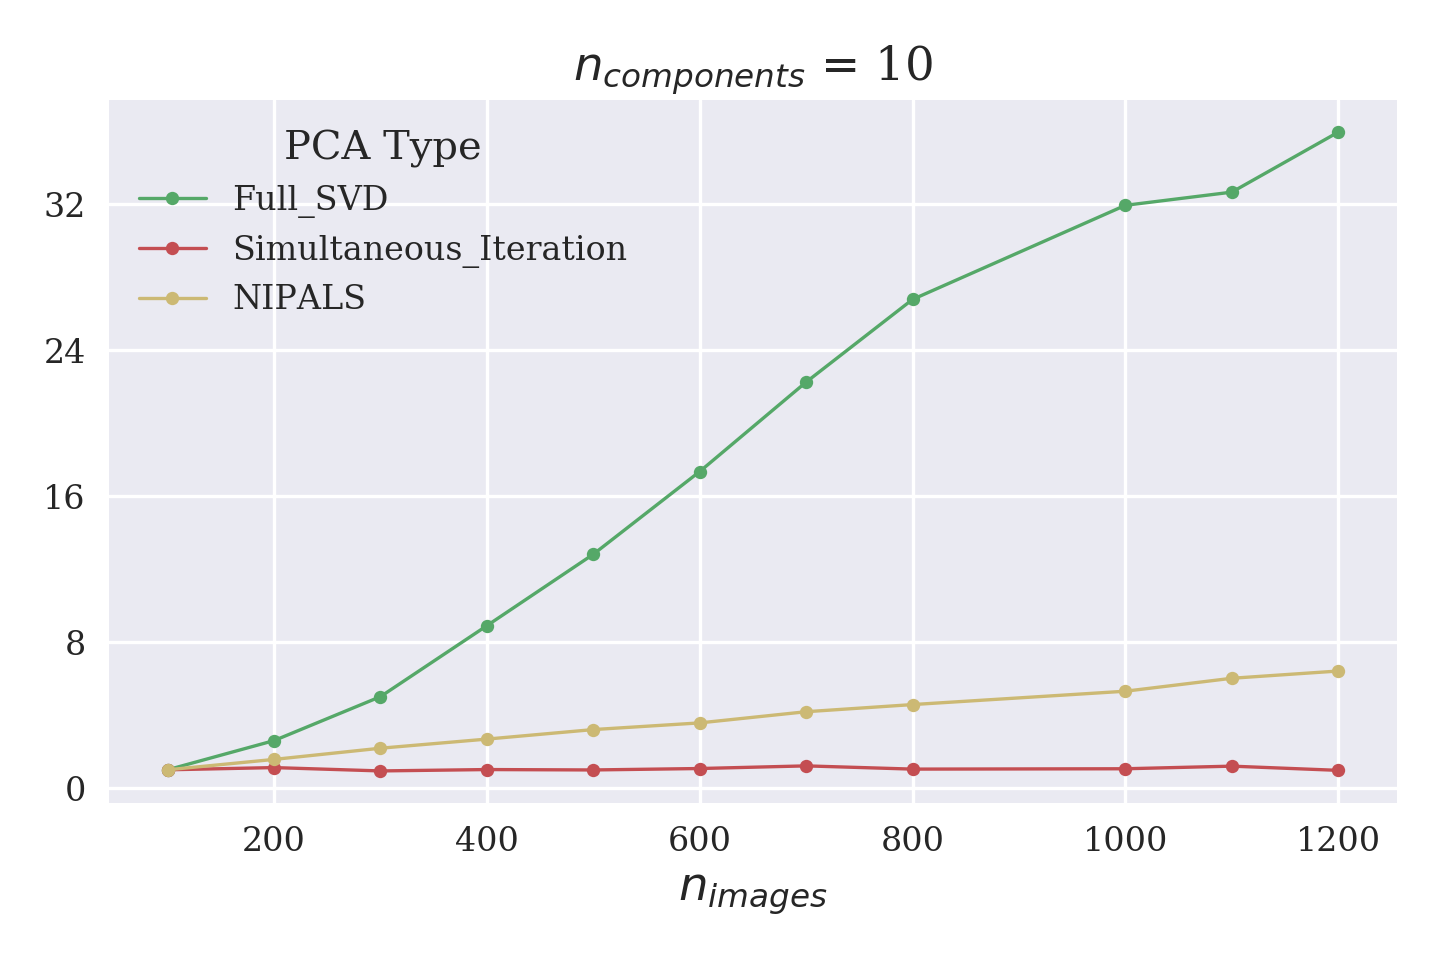 n_components = 10
PCA Type
Full_SVD
Simultaneous_Iteration
NIPALS
32
24
16
8
0
200 400 600 800 1000 1200
n_images